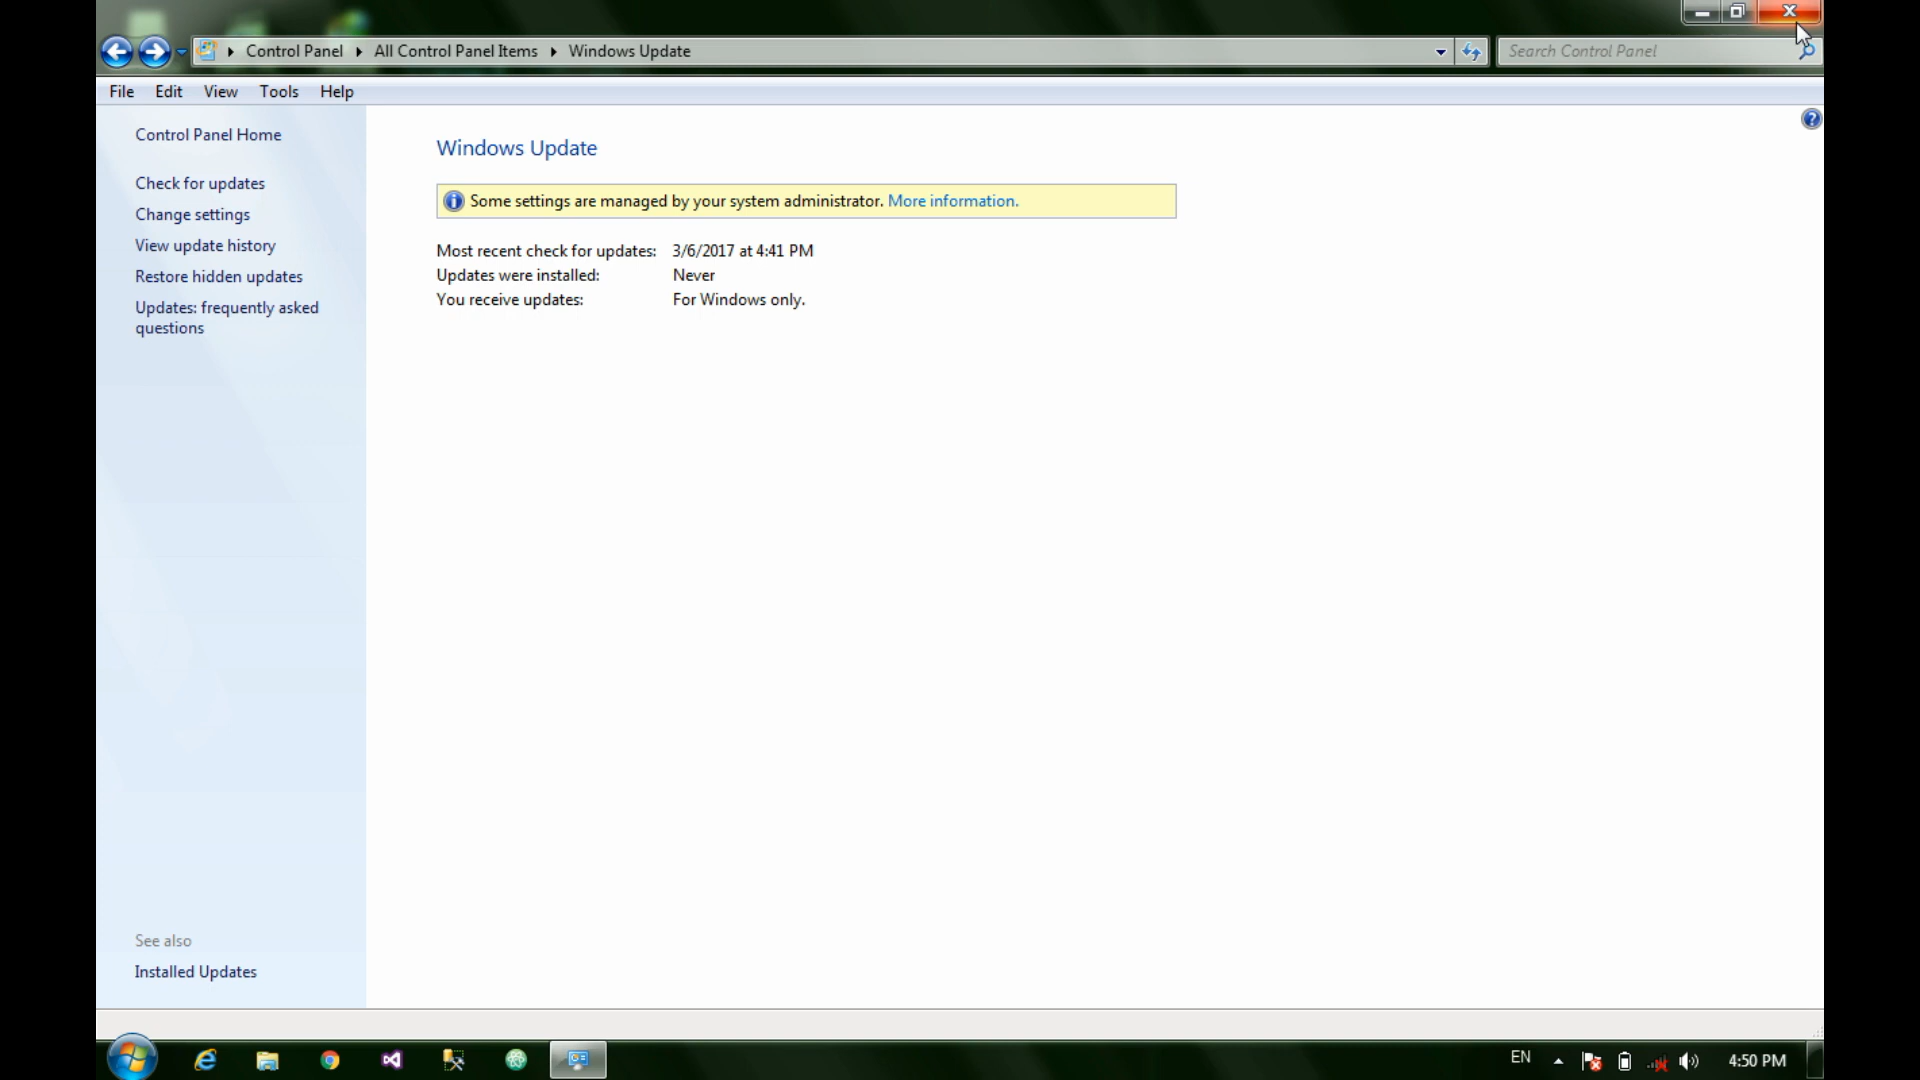 Control Panel All Control Panel Items Windows Update
Search Control Panel
File Edit View Tools Help
Control Panel Home
Check for updates
Change settings
View update history
Restore hidden updates
Updates: frequently asked
questions
Windows Update
Some settings are managed by your system administrator. More information.
Most recent check for updates: 3/6/2017 at 4:41 PM
Updates were installed: Never
You receive updates: For Windows only.
See also
Installed Updates
EN 4:50 PM